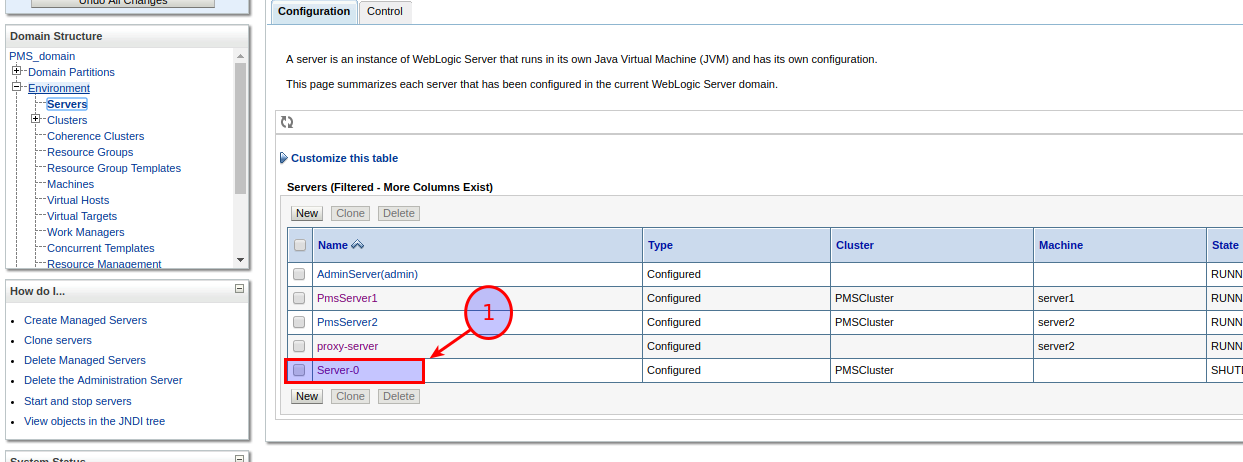 Undo All Changes
Configuration
Control
Domain Structure
PMS_domain
Domain Partitions
Environment
Servers
Clusters
Coherence Clusters
Resource Groups
Resource Group Templates
Machines
Virtual Hosts
Virtual Targets
Work Managers
Concurrent Templates
Resource Management
How do I...
Create Managed Servers
Clone servers
Delete Managed Servers
Delete the Administration Server
Start and stop servers
View objects in the JNDI tree
System Status
A server is an instance of WebLogic Server that runs in its own Java Virtual Machine (JVM) and has its own configuration.
This page summarizes each server that has been configured in the current WebLogic Server domain.
Customize this table
Servers (Filtered - More Columns Exist)
New Clone Delete
Name Type Cluster Machine State
AdminServer(admin) Configured RUNN
PmsServer1 Configured PMSCluster server1 RUNN
1
PmsServer2 Configured PMSCluster server2 RUNN
proxy-server Configured server2 RUNN
Server-0 Configured PMSCluster SHUT
New Clone Delete